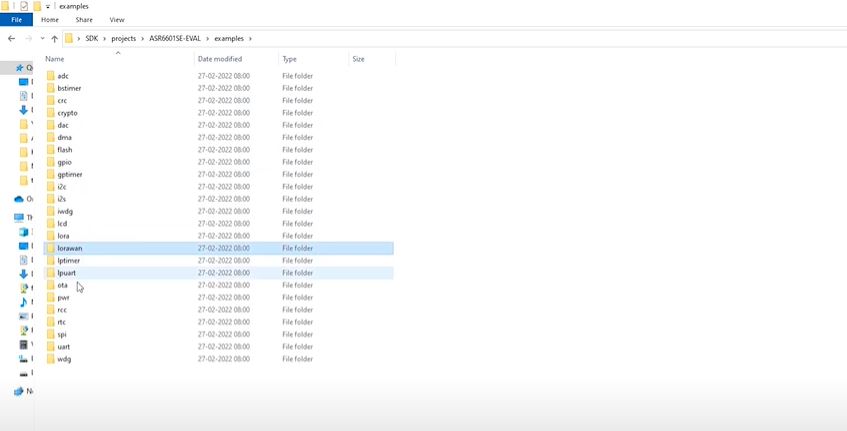 examples
File Home Share View
SDK projects ASR6601SE-EVAL examples
Name Date modified Type Size
adc 27-02-2022 08:00 File folder
bstimer 27-02-2022 08:00 File folder
crc 27-02-2022 08:00 File folder
crypto 27-02-2022 08:00 File folder
dac 27-02-2022 08:00 File folder
dma 27-02-2022 08:00 File folder
flash 27-02-2022 08:00 File folder
gpio 27-02-2022 08:00 File folder
gptimer 27-02-2022 08:00 File folder
i2c 27-02-2022 08:00 File folder
i2s 27-02-2022 08:00 File folder
iwdg 27-02-2022 08:00 File folder
lcd 27-02-2022 08:00 File folder
lora 27-02-2022 08:00 File folder
lorawan 27-02-2022 08:00 File folder
lptimer 27-02-2022 08:00 File folder
lpuart 27-02-2022 08:00 File folder
ota 27-02-2022 08:00 File folder
pwr 27-02-2022 08:00 File folder
rcc 27-02-2022 08:00 File folder
rtc 27-02-2022 08:00 File folder
spi 27-02-2022 08:00 File folder
uart 27-02-2022 08:00 File folder
wdg 27-02-2022 08:00 File folder